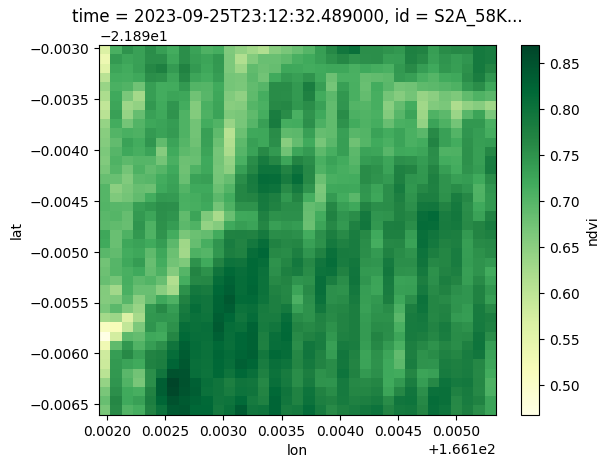 time = 2023-09-25T23:12:32.489000, id = S2A_58K...
−2.189e1
−0.0030
−0.0035
−0.0040
−0.0045
−0.0050
−0.0055
−0.0060
−0.0065
lat
0.0020 0.0025 0.0030 0.0035 0.0040 0.0045 0.0050
lon
+1.661e2
0.85
0.80
0.75
0.70
0.65
0.60
0.55
0.50
ndvi